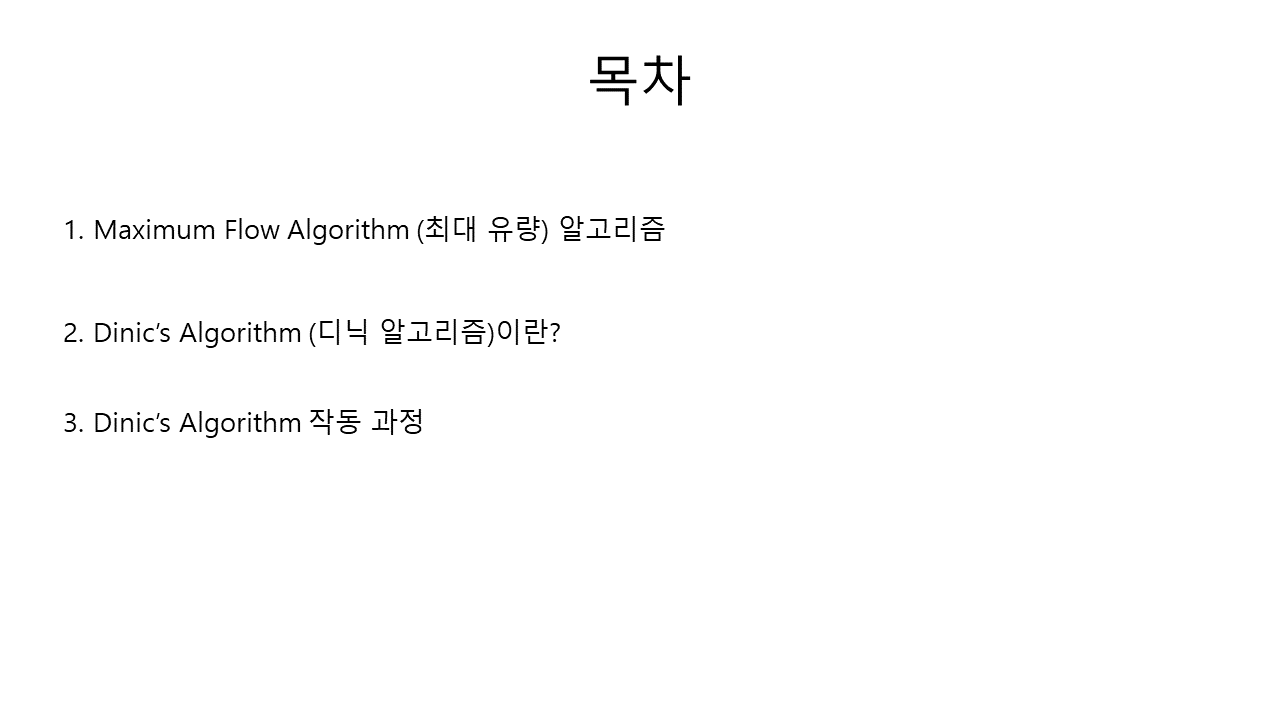 목차
1. Maximum Flow Algorithm (최대 유량) 알고리즘
2. Dinic’s Algorithm (디닉 알고리즘)이란?
3. Dinic’s Algorithm 작동 과정